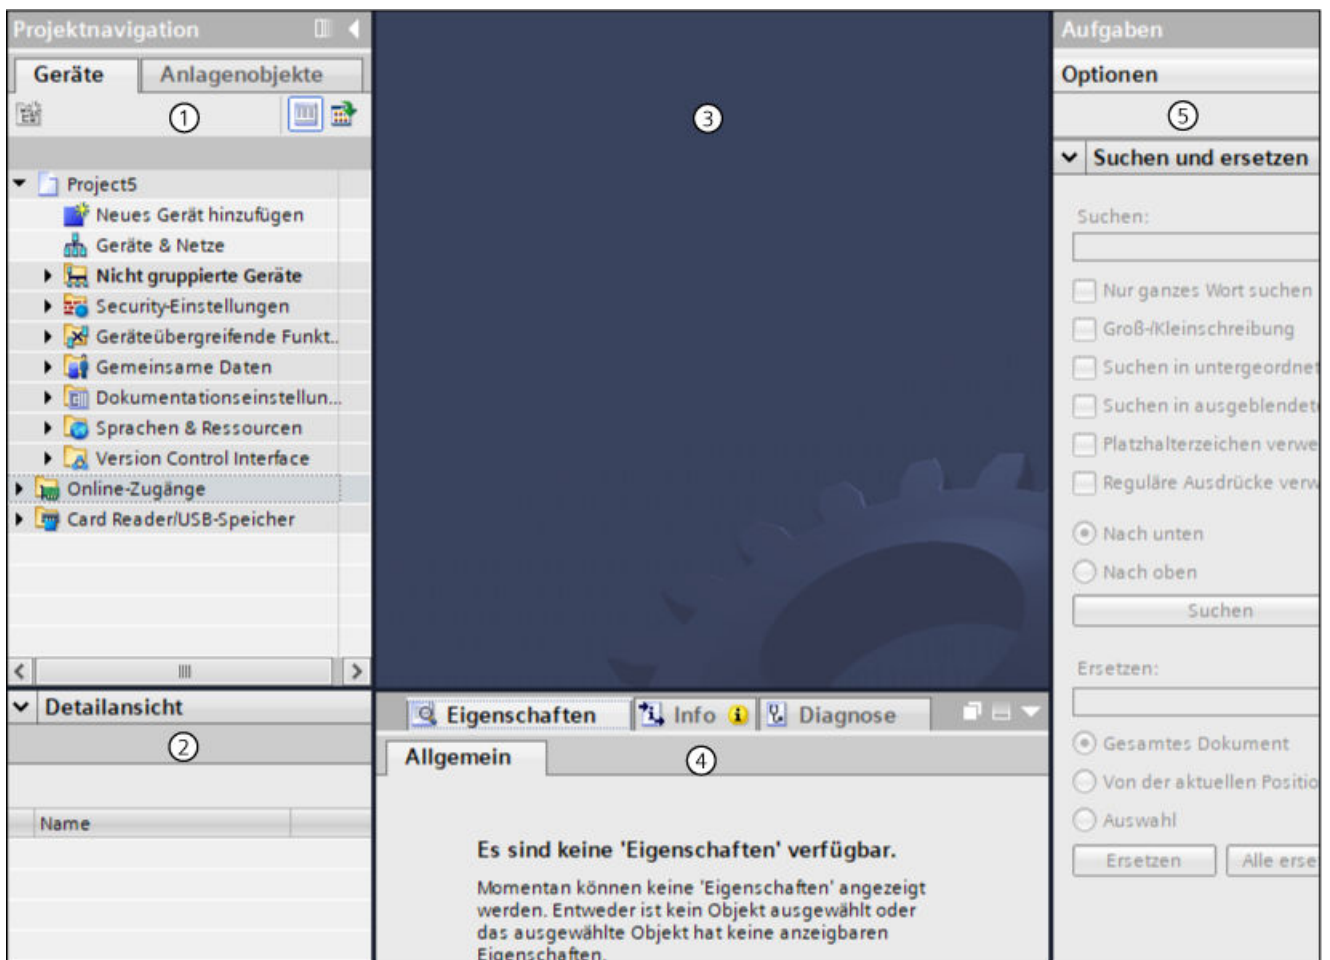 Projektnavigation
Geräte
Anlagenobjekte
①
Project5
Neues Gerät hinzufügen
Geräte & Netze
Nicht gruppierte Geräte
Security-Einstellungen
Geräteübergreifende Funkt..
Gemeinsame Daten
Dokumentationseinstellun...
Sprachen & Ressourcen
Version Control Interface
Online-Zugänge
Card Reader/USB-Speicher
Detailansicht
②
Name
③
Eigenschaften
Info
Diagnose
Allgemein
④
Es sind keine 'Eigenschaften' verfügbar.
Momentan können keine 'Eigenschaften' angezeigt
werden. Entweder ist kein Objekt ausgewählt oder
das ausgewählte Objekt hat keine anzeigbaren
Eigenschaften.
Aufgaben
Optionen
⑤
Suchen und ersetzen
Suchen:
Nur ganzes Wort suchen
Groß-/Kleinschreibung
Suchen in untergeordnet
Suchen in ausgeblendet
Platzhalterzeichen verwe
Reguläre Ausdrücke verw
Nach unten
Nach oben
Suchen
Ersetzen:
Gesamtes Dokument
Von der aktuellen Positio
Auswahl
Ersetzen
Alle erse